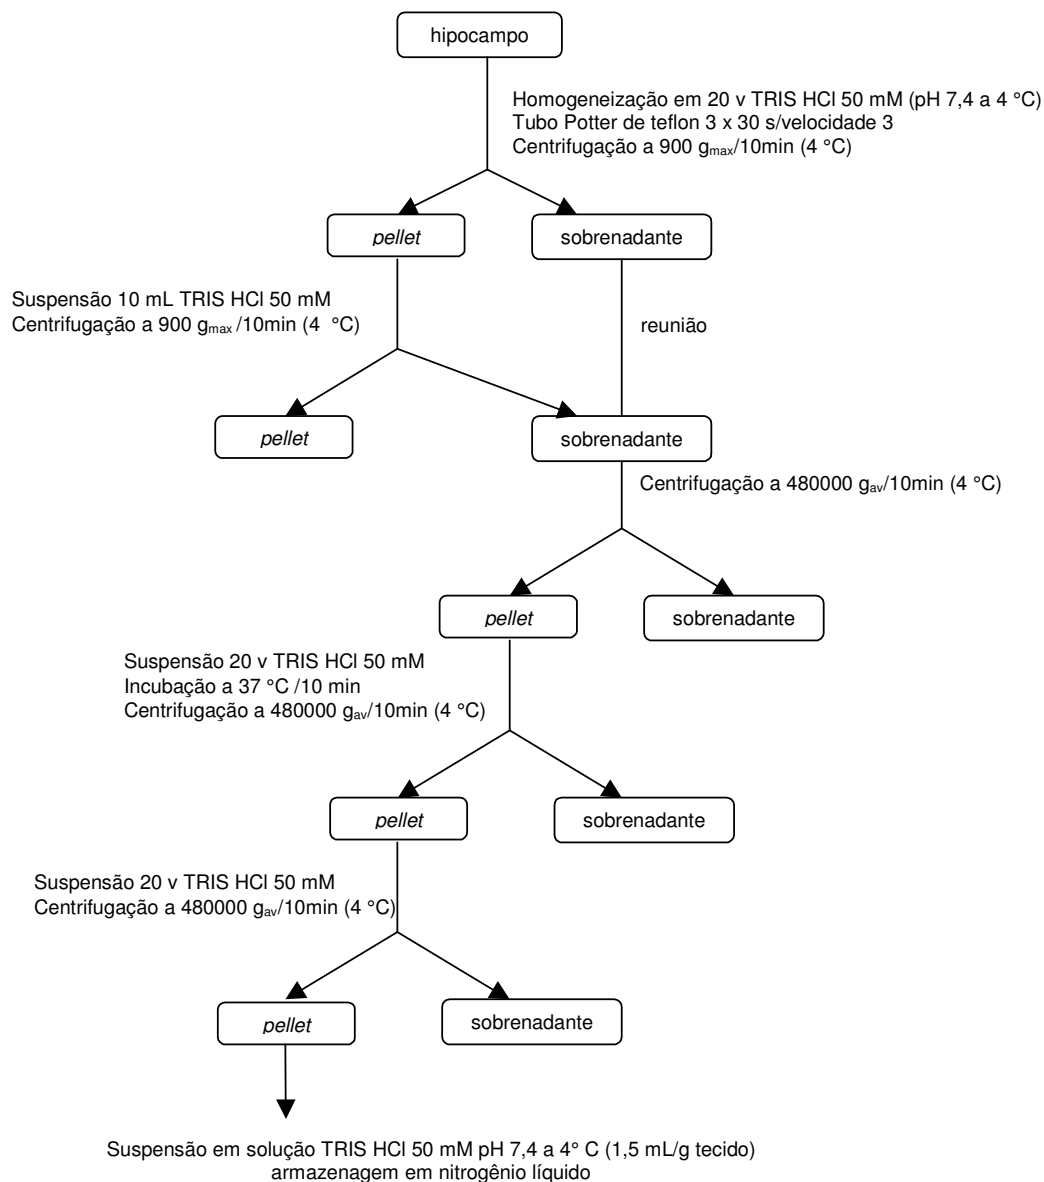 hipocampo
Homogeneização em 20 v TRIS HCl 50 mM (pH 7,4 a 4 °C)
Tubo Potter de teflon 3 x 30 s/velocidade 3
Centrifugação a 900 gmax/10min (4 °C)
pellet
sobrenadante
Suspensão 10 mL TRIS HCl 50 mM
Centrifugação a 900 gmax /10min (4 °C)
reunião
pellet
sobrenadante
Centrifugação a 480000 gav/10min (4 °C)
pellet
sobrenadante
Suspensão 20 v TRIS HCl 50 mM
Incubação a 37 °C /10 min
Centrifugação a 480000 gav/10min (4 °C)
pellet
sobrenadante
Suspensão 20 v TRIS HCl 50 mM
Centrifugação a 480000 gav/10min (4 °C)
pellet
sobrenadante
Suspensão em solução TRIS HCl 50 mM pH 7,4 a 4° C (1,5 mL/g tecido)
armazenagem em nitrogênio líquido